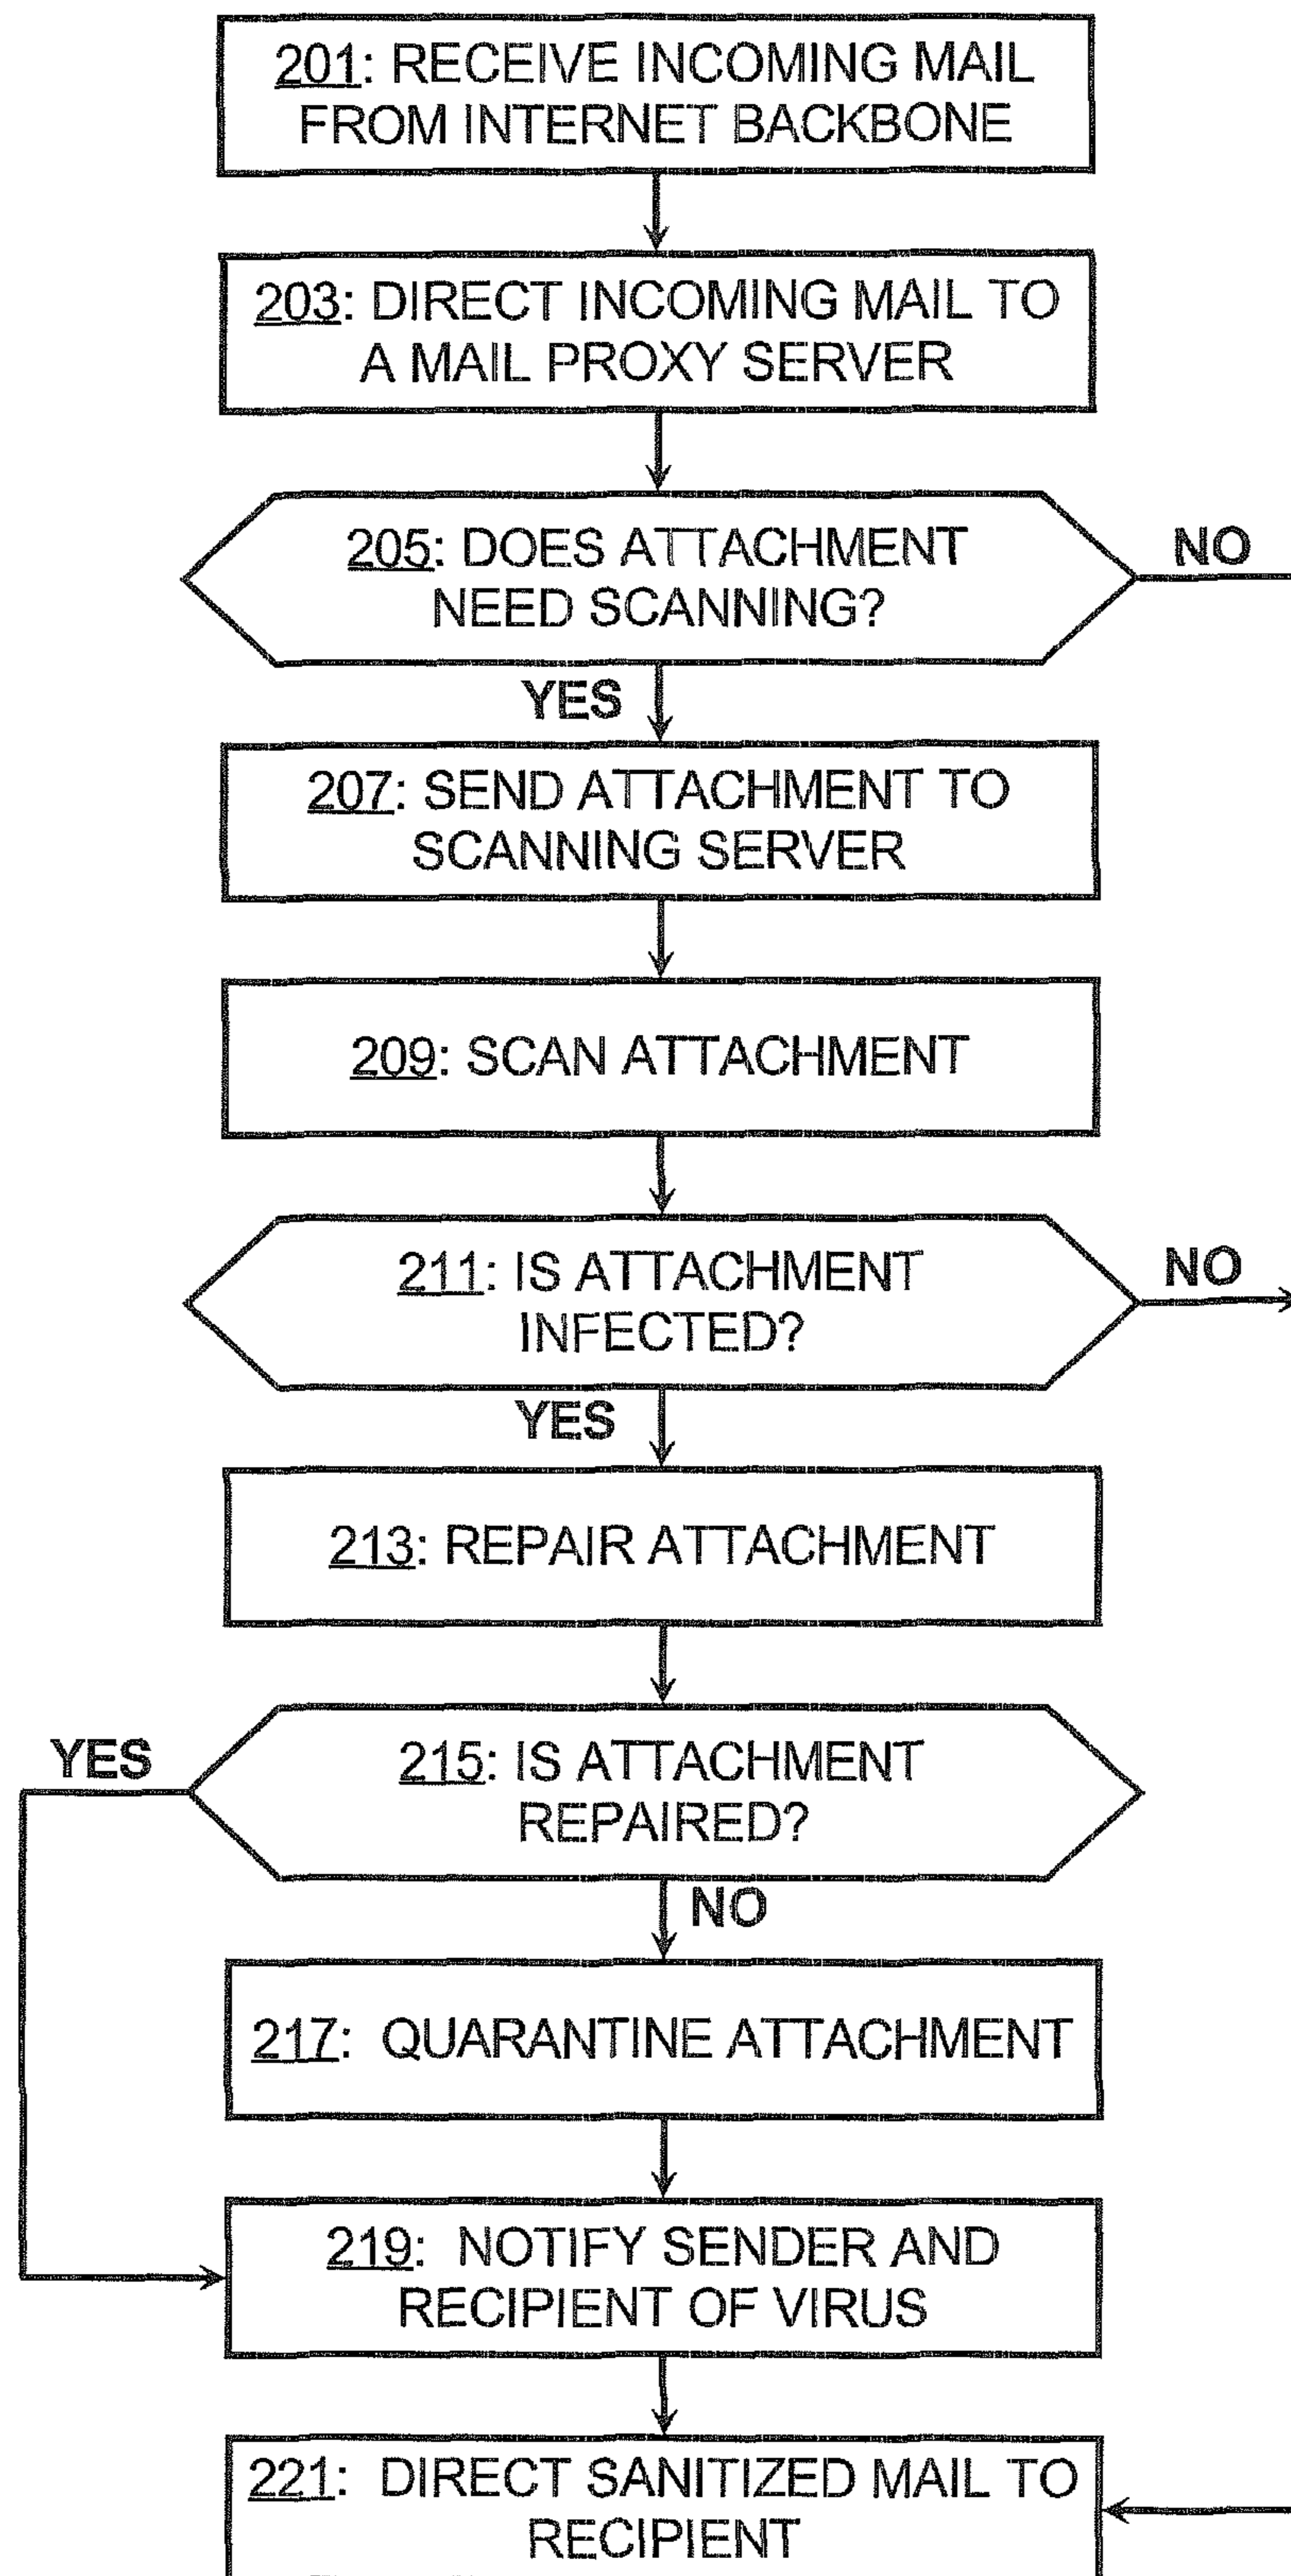 201: RECEIVE INCOMING MAIL
FROM INTERNET BACKBONE
203: DIRECT INCOMING MAIL TO
A MAIL PROXY SERVER
205: DOES ATTACHMENT
NEED SCANNING?
NO
YES
207: SEND ATTACHMENT TO
SCANNING SERVER
209: SCAN ATTACHMENT
211: IS ATTACHMENT
INFECTED?
NO
YES
213: REPAIR ATTACHMENT
YES
215: IS ATTACHMENT
REPAIRED?
NO
217: QUARANTINE ATTACHMENT
219: NOTIFY SENDER AND
RECIPIENT OF VIRUS
221: DIRECT SANITIZED MAIL TO
RECIPIENT